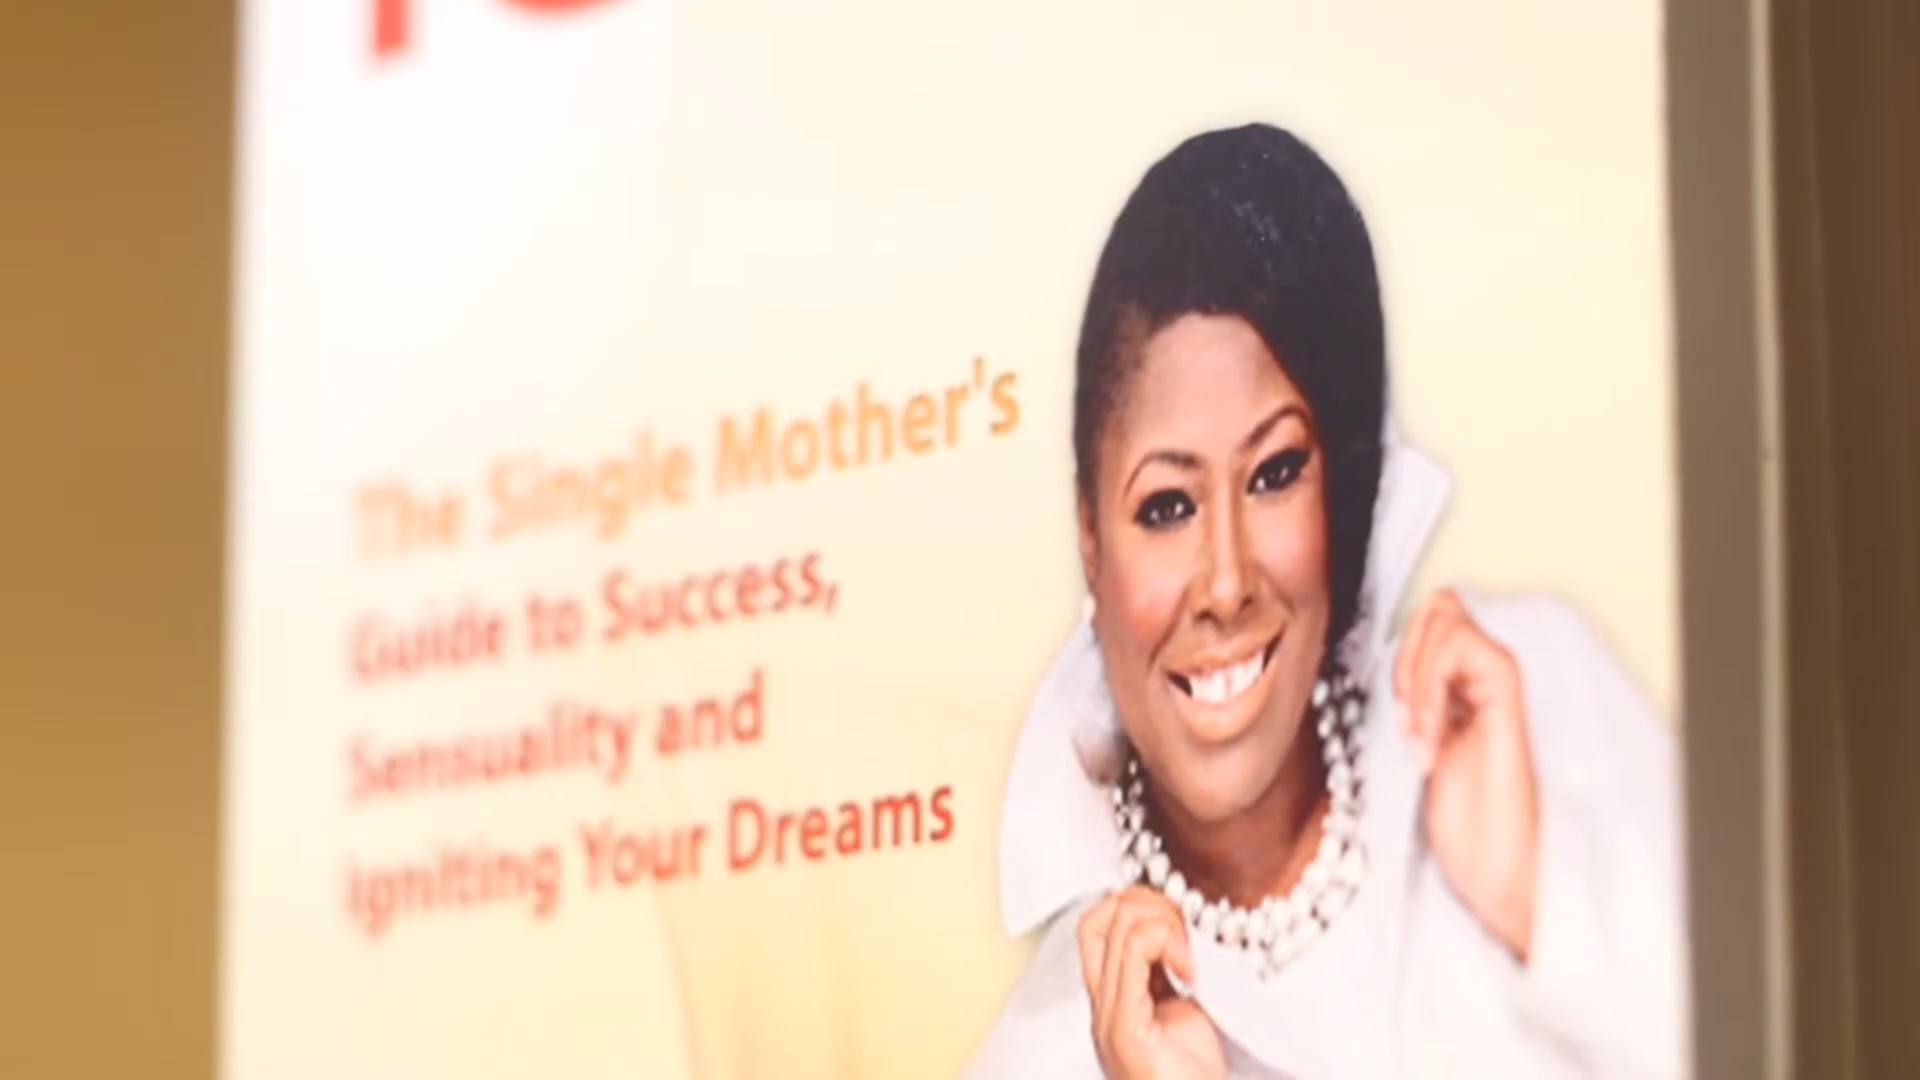 The Single Mother's
Guide to Success,
Sensuality and
Igniting Your Dreams